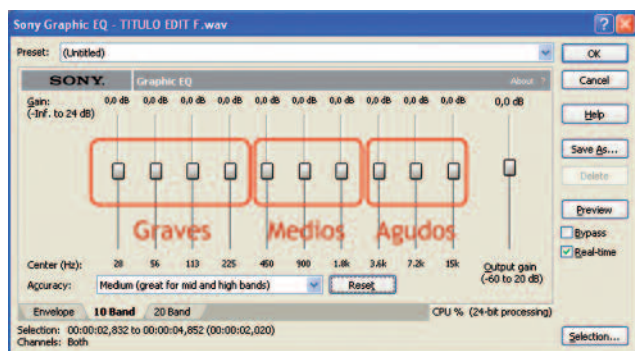 Sony Graphic EQ - TITULO EDIT F.wav
Preset: (Untitled)
OK
SONY. Graphic EQ About ?
Cancel
Gain: 0,0 dB 0,0 dB 0,0 dB 0,0 dB 0,0 dB 0,0 dB 0,0 dB 0,0 dB 0,0 dB 0,0 dB 0,0 dB
(-Inf. to 24 dB)
Help
Save As...
Delete
Graves Medios Agudos
Preview
Bypass
Real-time
Center (Hz): 28 56 113 225 450 900 1.8k 3.6k 7.2k 15k Output gain
(-60 to 20 dB)
Accuracy: Medium (great for mid and high bands) Reset
Envelope 10 Band 20 Band CPU % (24-bit processing)
Selection: 00:00:02,832 to 00:00:04,852 (00:00:02,020)
Channels: Both
Selection...